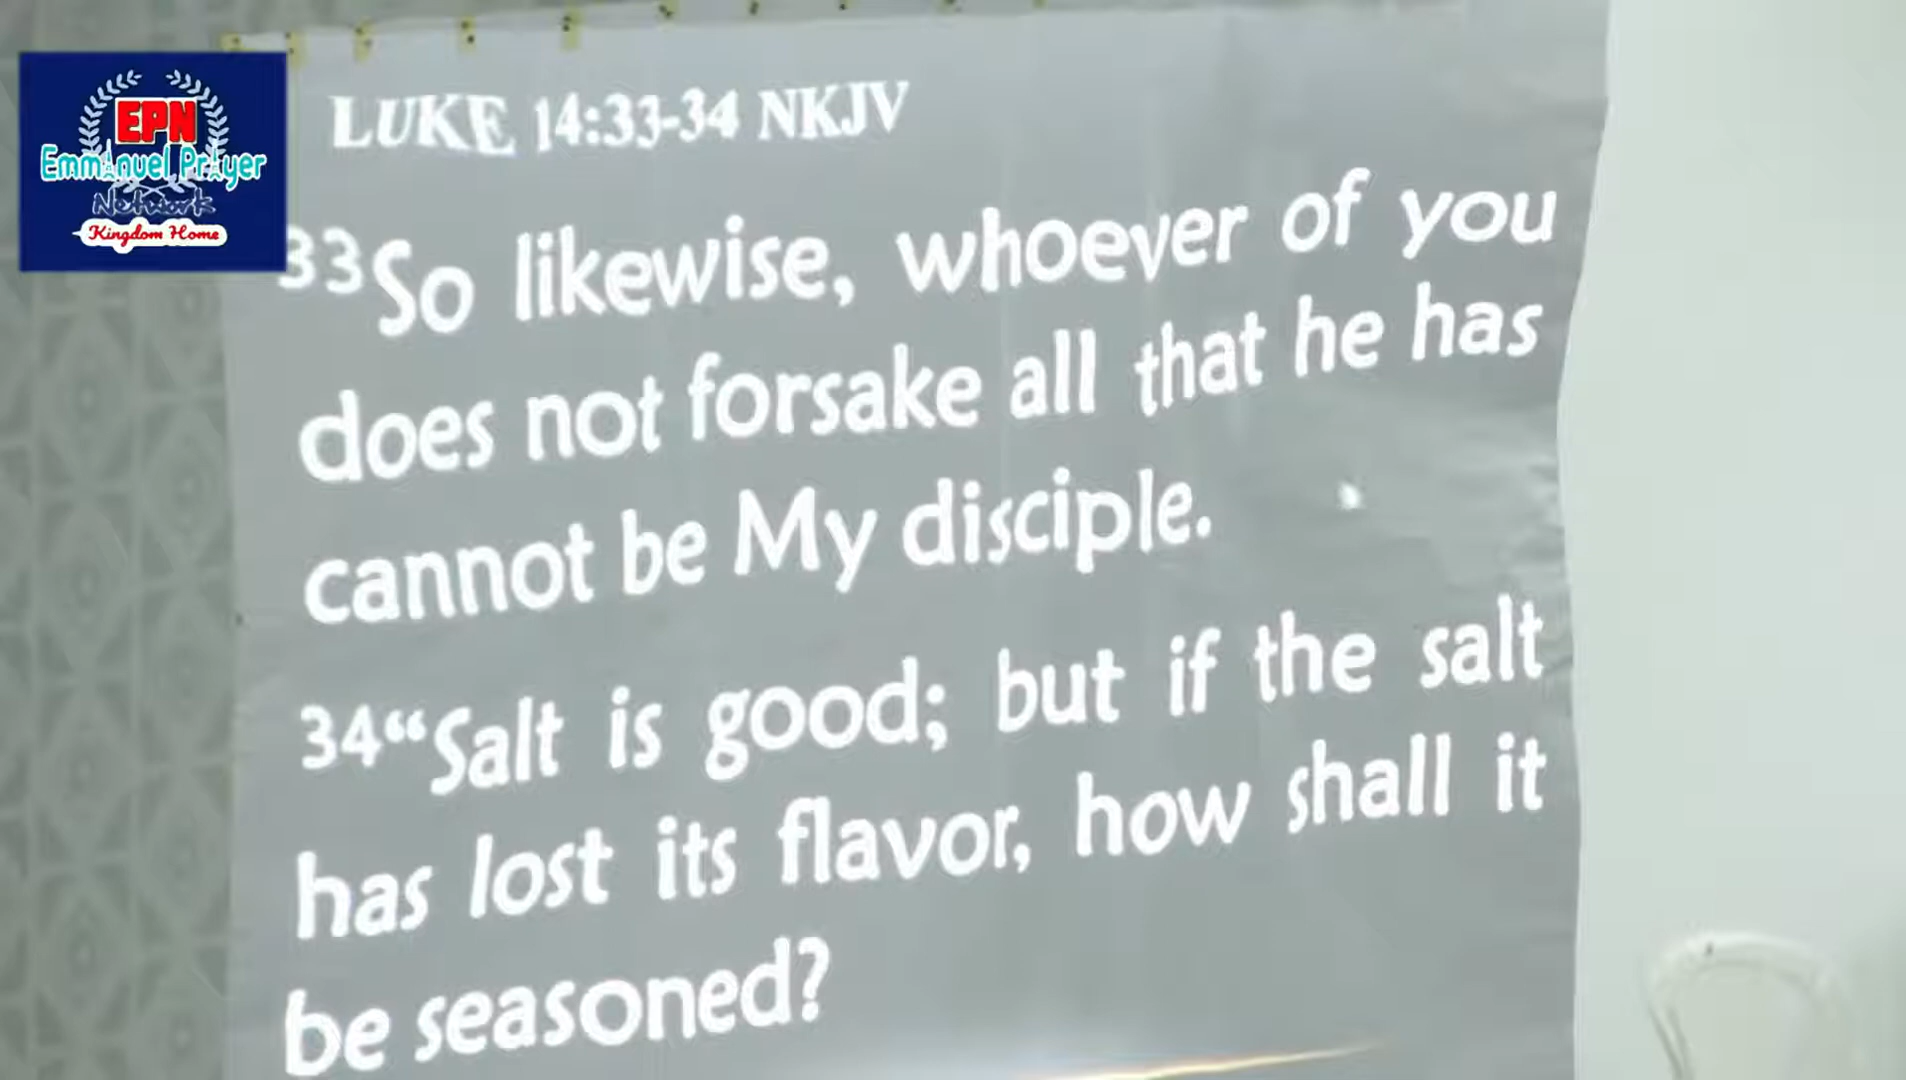 EPN
EmmAnuel PrAyer
Network
Kingdom Home
LUKE 14:33-34 NKJV
33So likewise, whoever of you
does not forsake all that he has
cannot be My disciple.
34“Salt is good; but if the salt
has lost its flavor, how shall it
be seasoned?